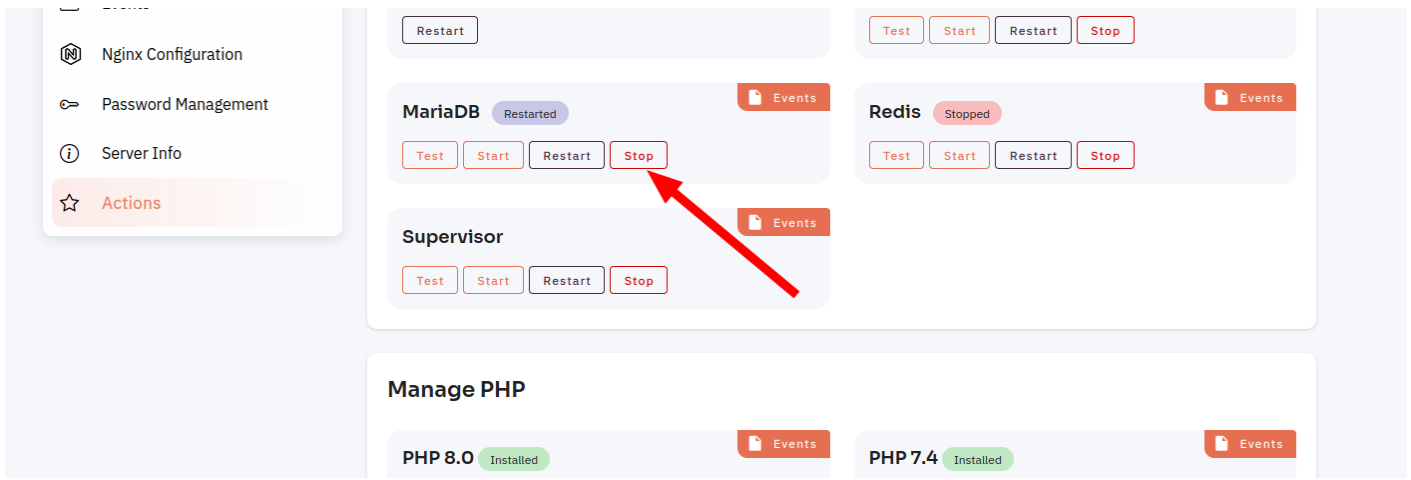 Events
Nginx Configuration
Password Management
Server Info
Actions
Restart
Test Start Restart Stop
MariaDB Restarted Events
Test Start Restart Stop
Redis Stopped Events
Test Start Restart Stop
Supervisor Events
Test Start Restart Stop
Manage PHP
PHP 8.0 Installed Events
PHP 7.4 Installed Events